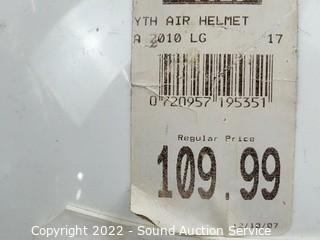 YTH AIR HELMET
A 2010 LG 17
0 720957 195351
Regular Price
109.99
12/19/07
Copyright 2022 - Sound Auction Service